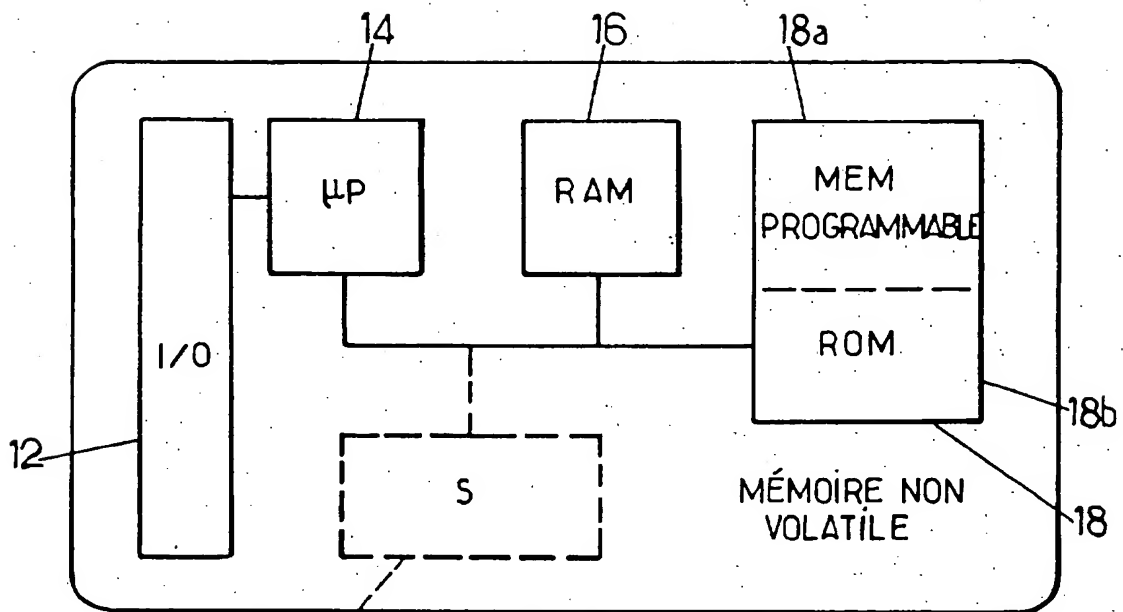 14
16
18a
µP
RAM
MEM
PROGRAMMABLE
I/O
ROM
18b
12
S
MÉMOIRE NON
VOLATILE
18